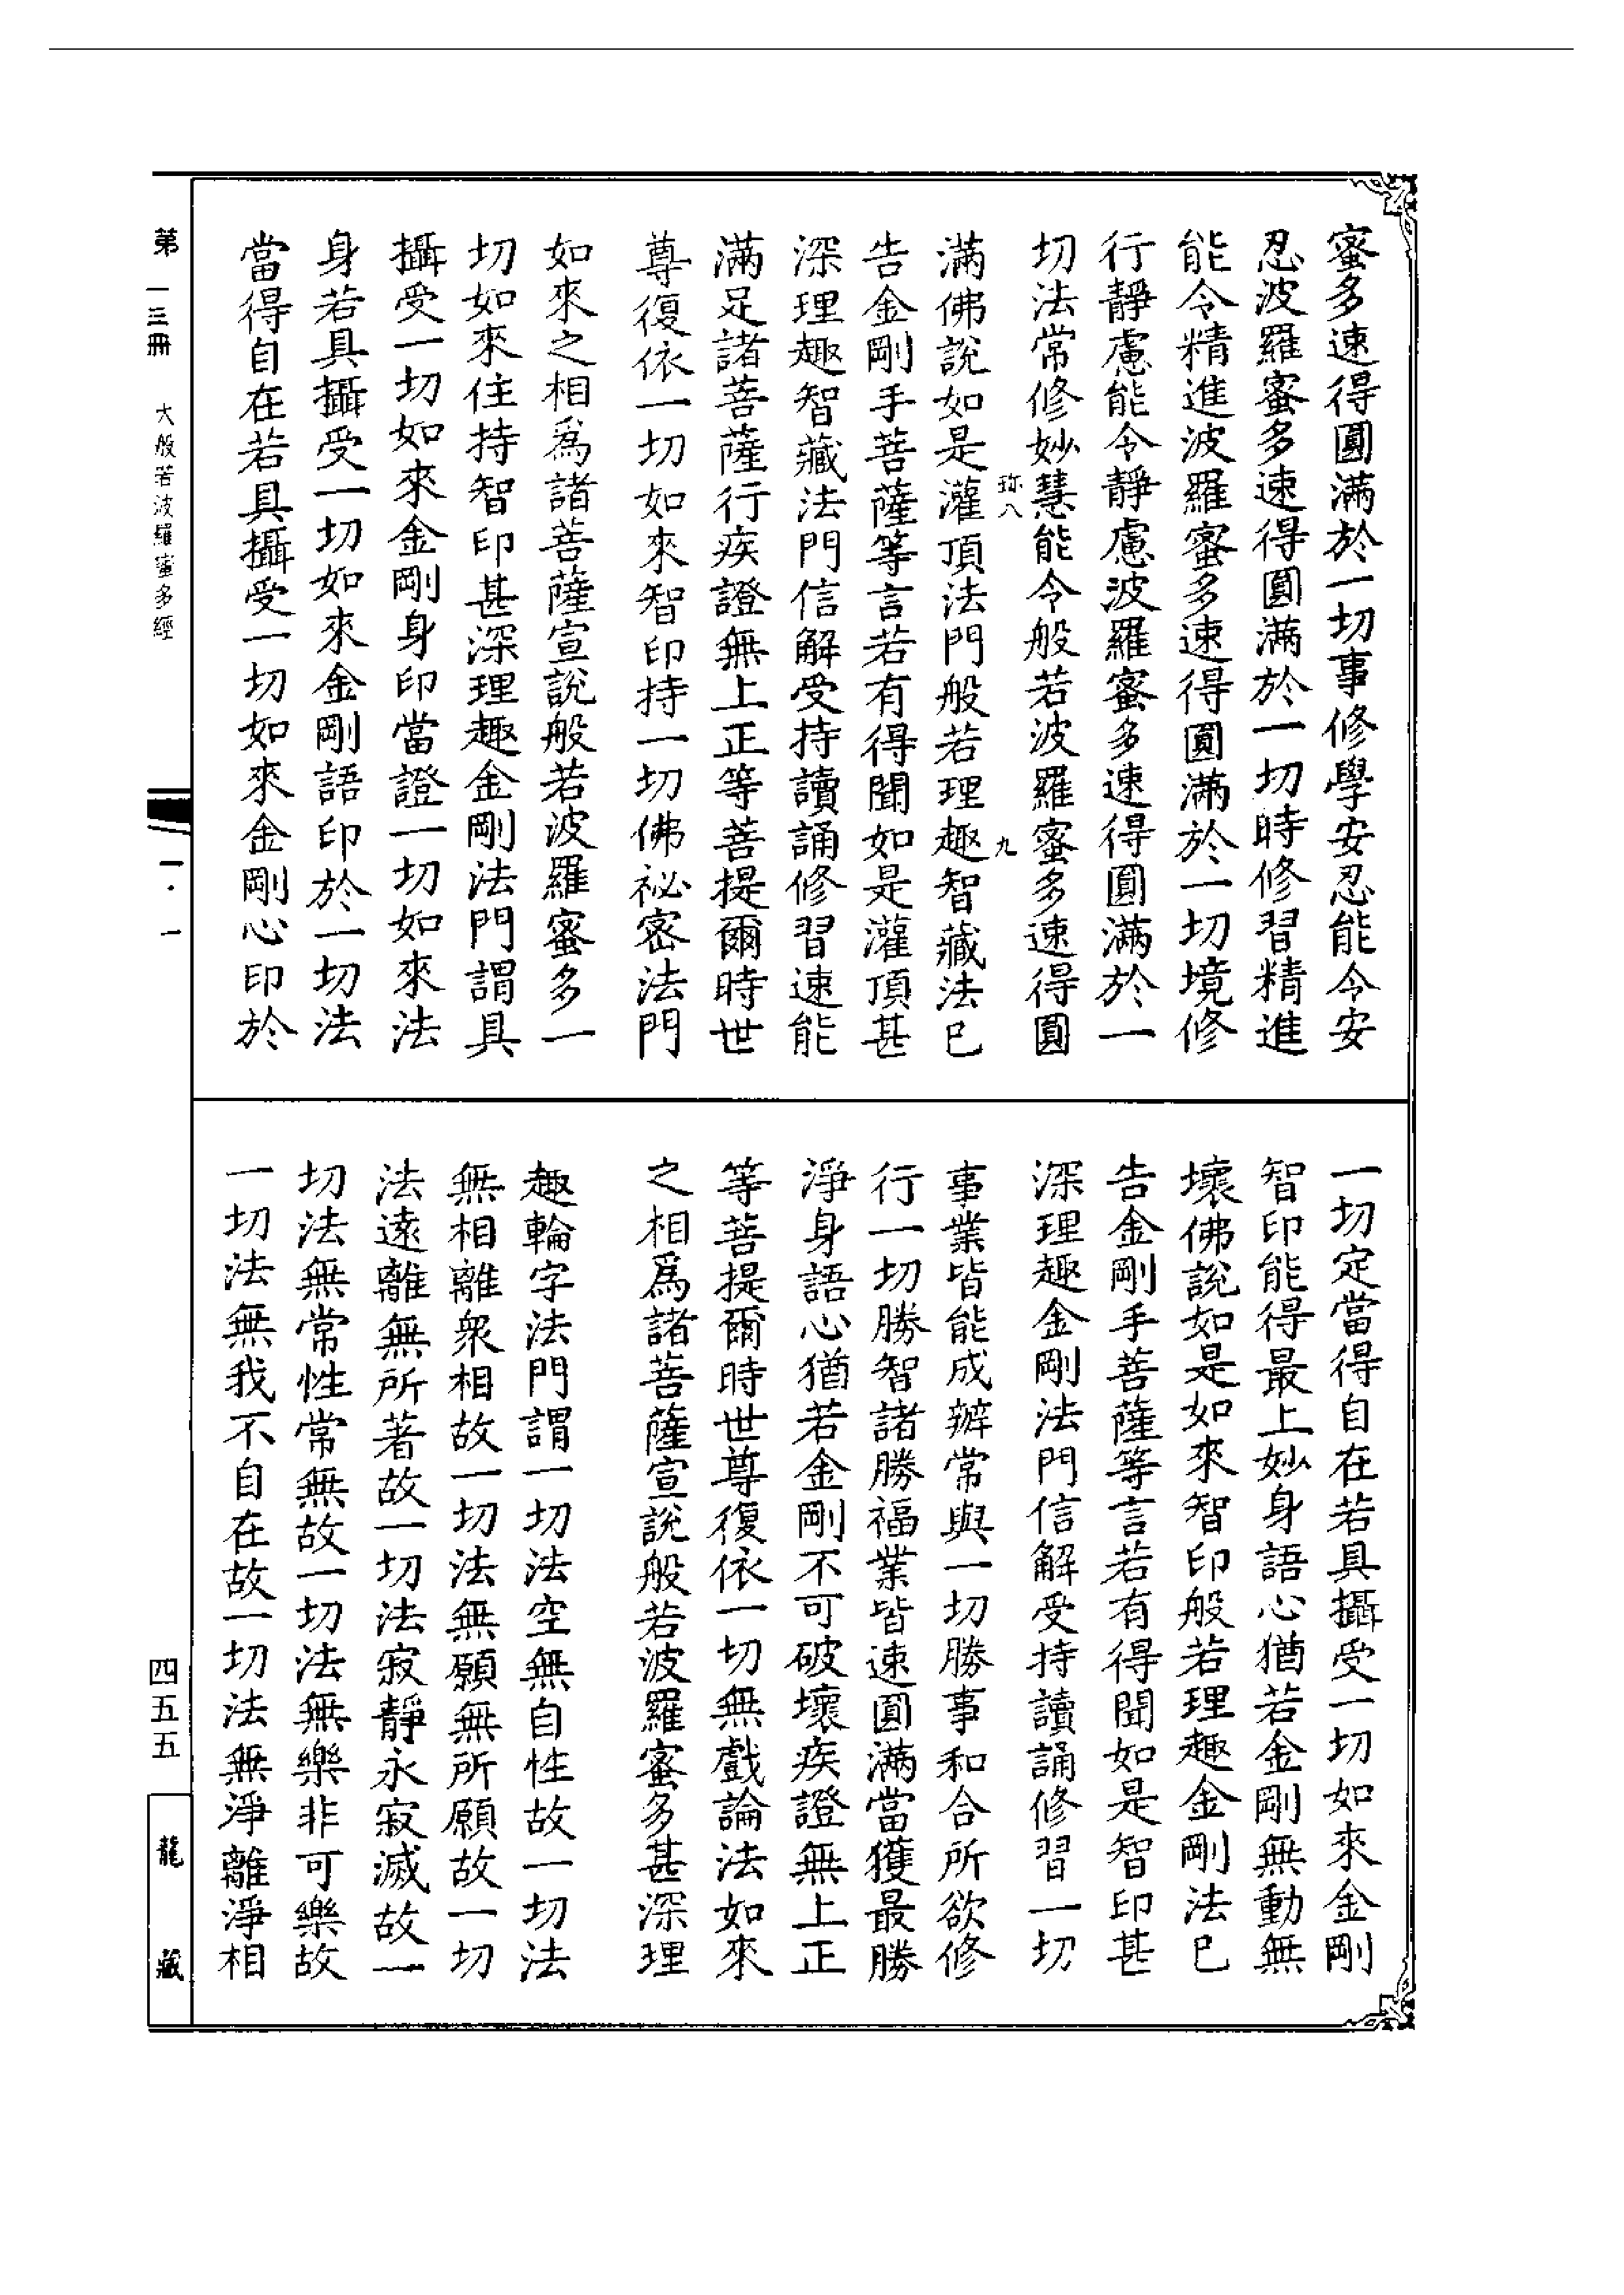 蜜多速得圓滿於一切事修學安忍能令安
忍波羅蜜多速得圓滿於一切時修習精進
能令精進波羅蜜多速得圓滿於一切境修
行靜慮能令靜慮波羅蜜多速得圓滿於一
切法常修妙慧能令般若波羅蜜多速得圓
珎八 九
滿佛說如是灌頂法門般若理趣智藏法已
告金剛手菩薩等言若有得聞如是灌頂甚
深理趣智藏法門信解受持讀誦修習速能
滿足諸菩薩行疾證無上正等菩提爾時世
尊復依一切如來智印持一切佛祕密法門
如來之相爲諸菩薩宣說般若波羅蜜多一
切如來住持智印甚深理趣金剛法門謂具
攝受一切如來金剛身印當證一切如來法
身若具攝受一切如來金剛語印於一切法
當得自在若具攝受一切如來金剛心印於
一切定當得自在若具攝受一切如來金剛
智印能得最上妙身語心猶若金剛無動無
壞佛說如是如來智印般若理趣金剛法已
告金剛手菩薩等言若有得聞如是智印甚
深理趣金剛法門信解受持讀誦修習一切
事業皆能成辦常與一切勝事和合所欲修
行一切勝智諸勝福業皆速圓滿當獲最勝
淨身語心猶若金剛不可破壞疾證無上正
等菩提爾時世尊復依一切無戲論法如來
之相爲諸菩薩宣說般若波羅蜜多甚深理
趣輪字法門謂一切法空無自性故一切法
無相離衆相故一切法無願無所願故一切
法遠離無所著故一切法寂靜永寂滅故一
切法無常性常無故一切法無樂非可樂故
一切法無我不自在故一切法無淨離淨相
第一三冊 大般若波羅蜜多經
一·一
四五五
龍藏